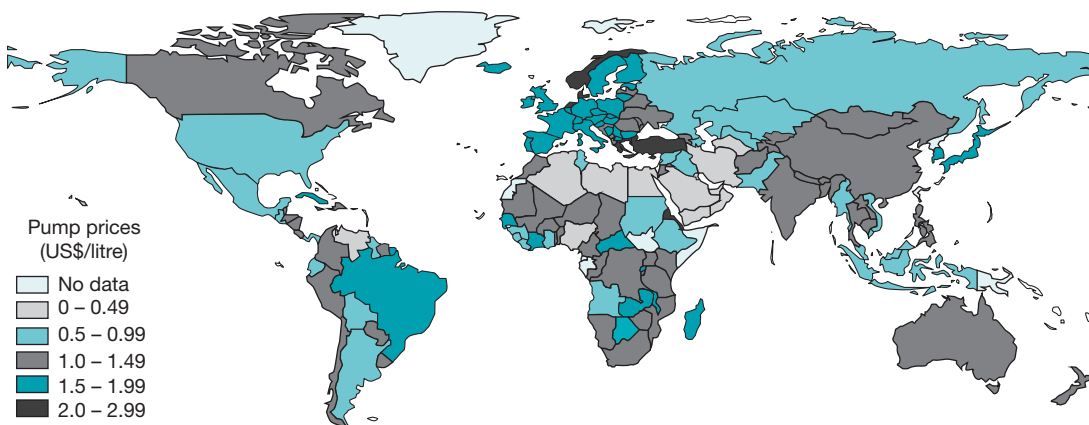 Pump prices
(US$/litre)
No data
0 – 0.49
0.5 – 0.99
1.0 – 1.49
1.5 – 1.99
2.0 – 2.99